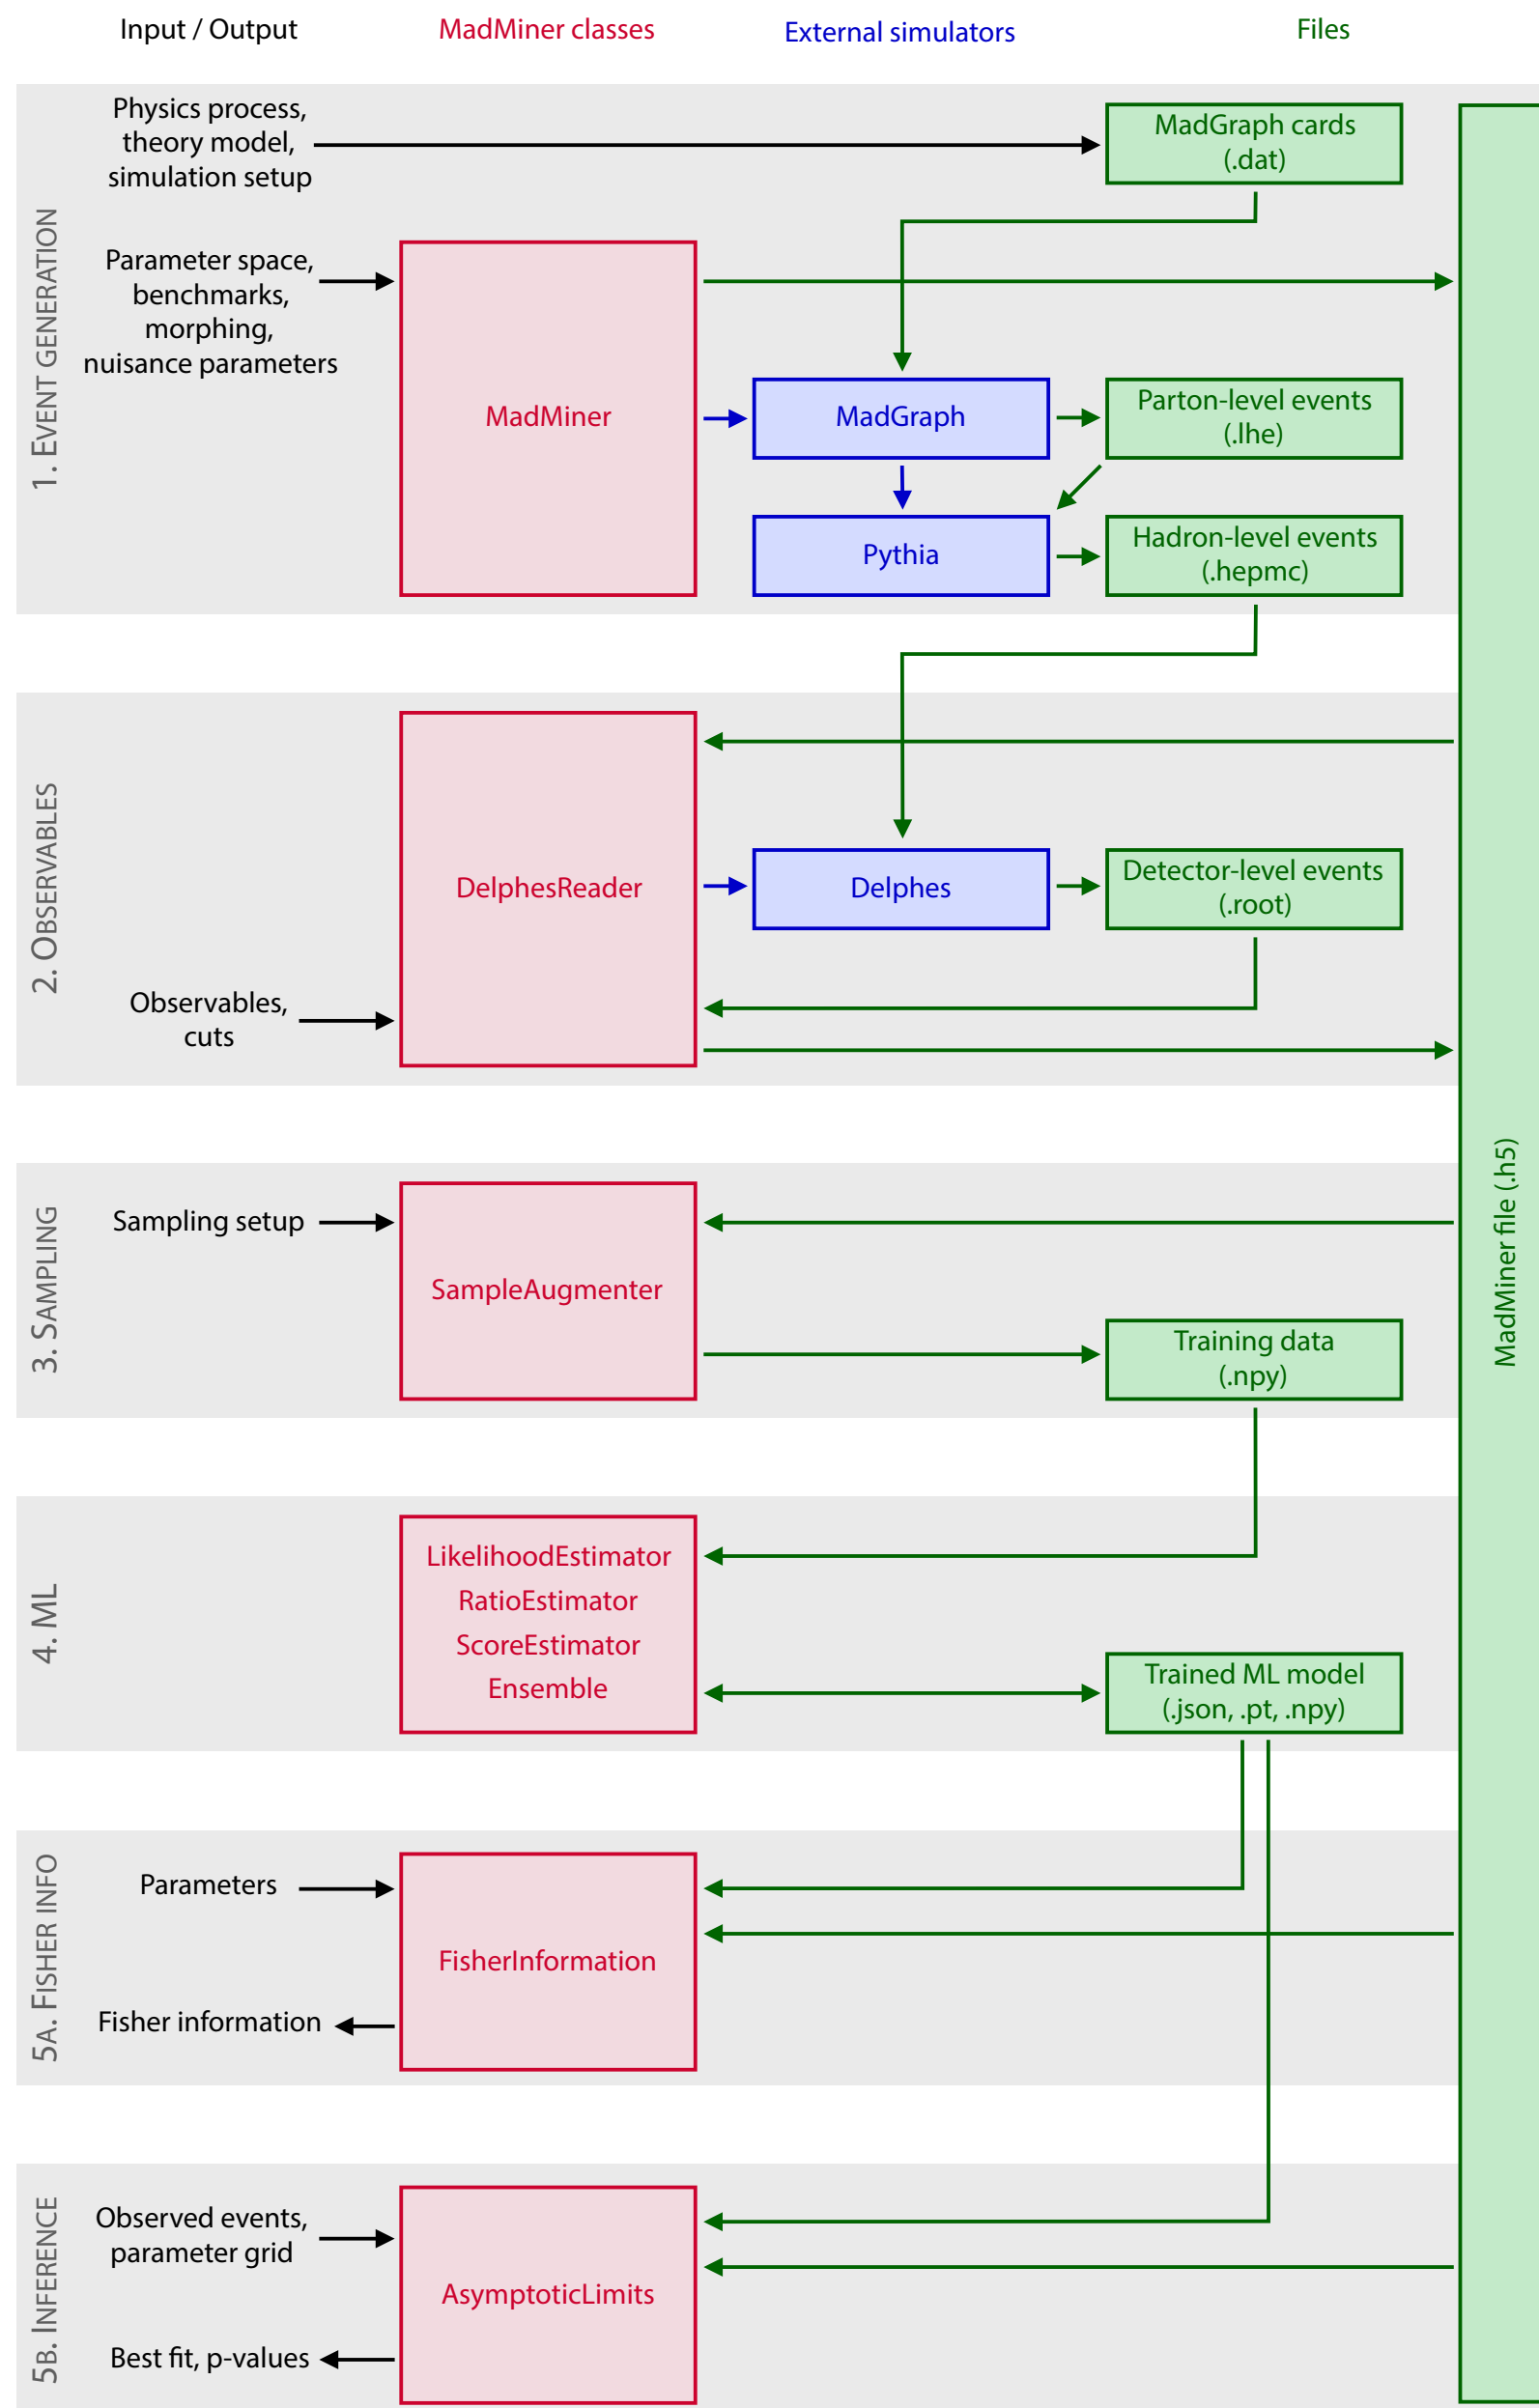 Input / Output
MadMiner classes
External simulators
Files
1. EVENT GENERATION
Physics process,
theory model,
simulation setup
MadGraph cards
(.dat)
Parameter space,
benchmarks,
morphing,
nuisance parameters
MadMiner
MadGraph
Parton-level events
(.lhe)
Pythia
Hadron-level events
(.hepmc)
2. OBSERVABLES
DelphesReader
Delphes
Detector-level events
(.root)
Observables,
cuts
MadMiner file (.h5)
3. SAMPLING
Sampling setup
SampleAugmenter
Training data
(.npy)
4. ML
LikelihoodEstimator
RatioEstimator
ScoreEstimator
Ensemble
Trained ML model
(.json, .pt, .npy)
5A. FISHER INFO
Parameters
FisherInformation
Fisher information
5B. INFERENCE
Observed events,
parameter grid
AsymptoticLimits
Best fit, p-values